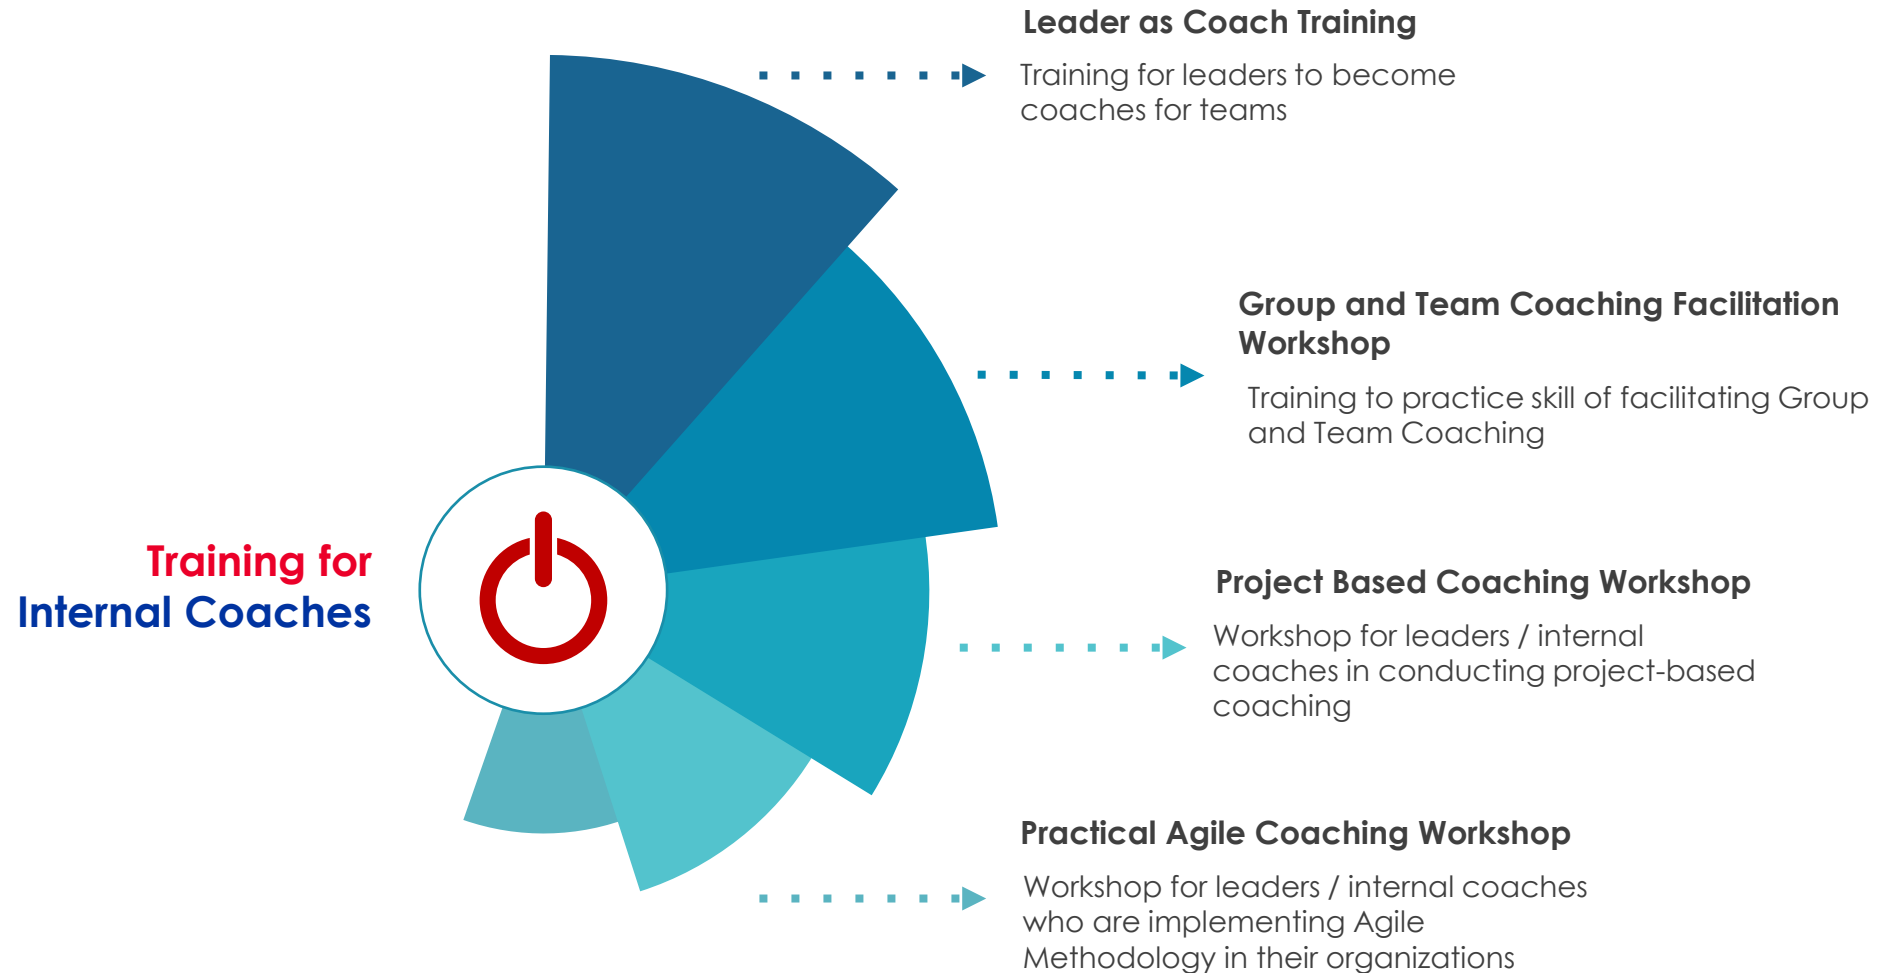 Leader as Coach Training
Training for leaders to become
coaches for teams
Group and Team Coaching Facilitation
Workshop
Training to practice skill of facilitating Group
and Team Coaching
Training for
Internal Coaches
Project Based Coaching Workshop
Workshop for leaders / internal
coaches in conducting project-based
coaching
Practical Agile Coaching Workshop
Workshop for leaders / internal coaches
who are implementing Agile
Methodology in their organizations